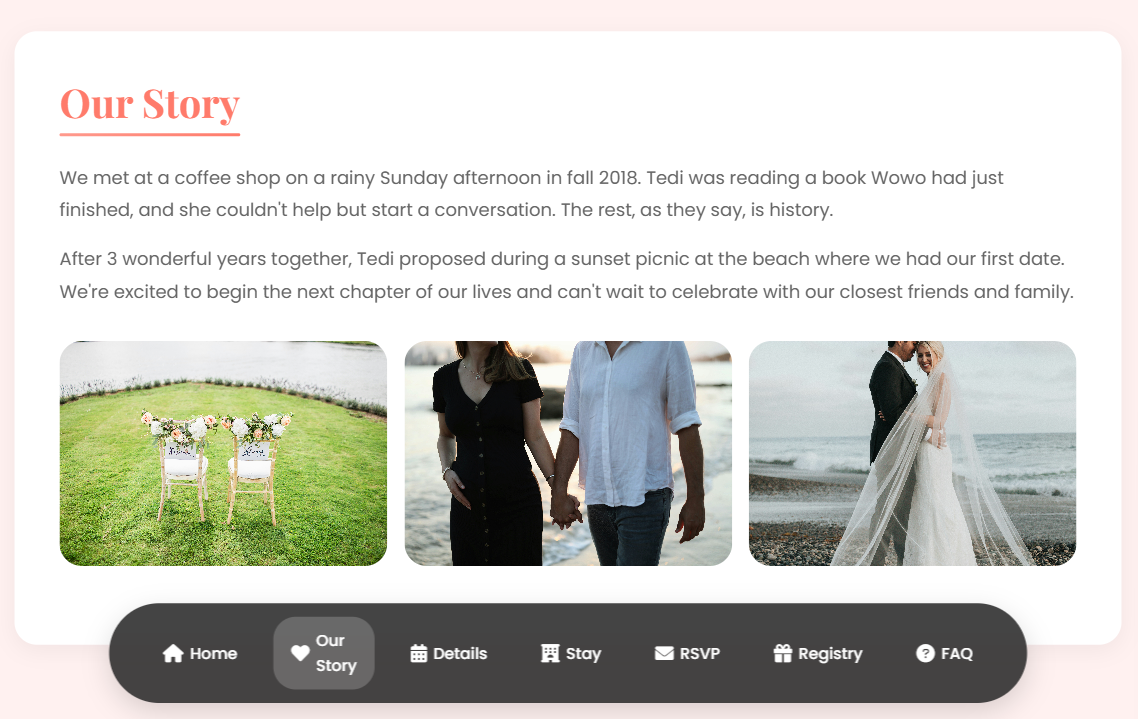 Our Story
We met at a coffee shop on a rainy Sunday afternoon in fall 2018. Tedi was reading a book Wowo had just
finished, and she couldn't help but start a conversation. The rest, as they say, is history.
After 3 wonderful years together, Tedi proposed during a sunset picnic at the beach where we had our first date.
We're excited to begin the next chapter of our lives and can't wait to celebrate with our closest friends and family.
Home
Our
Story
Details
Stay
RSVP
Registry
FAQ